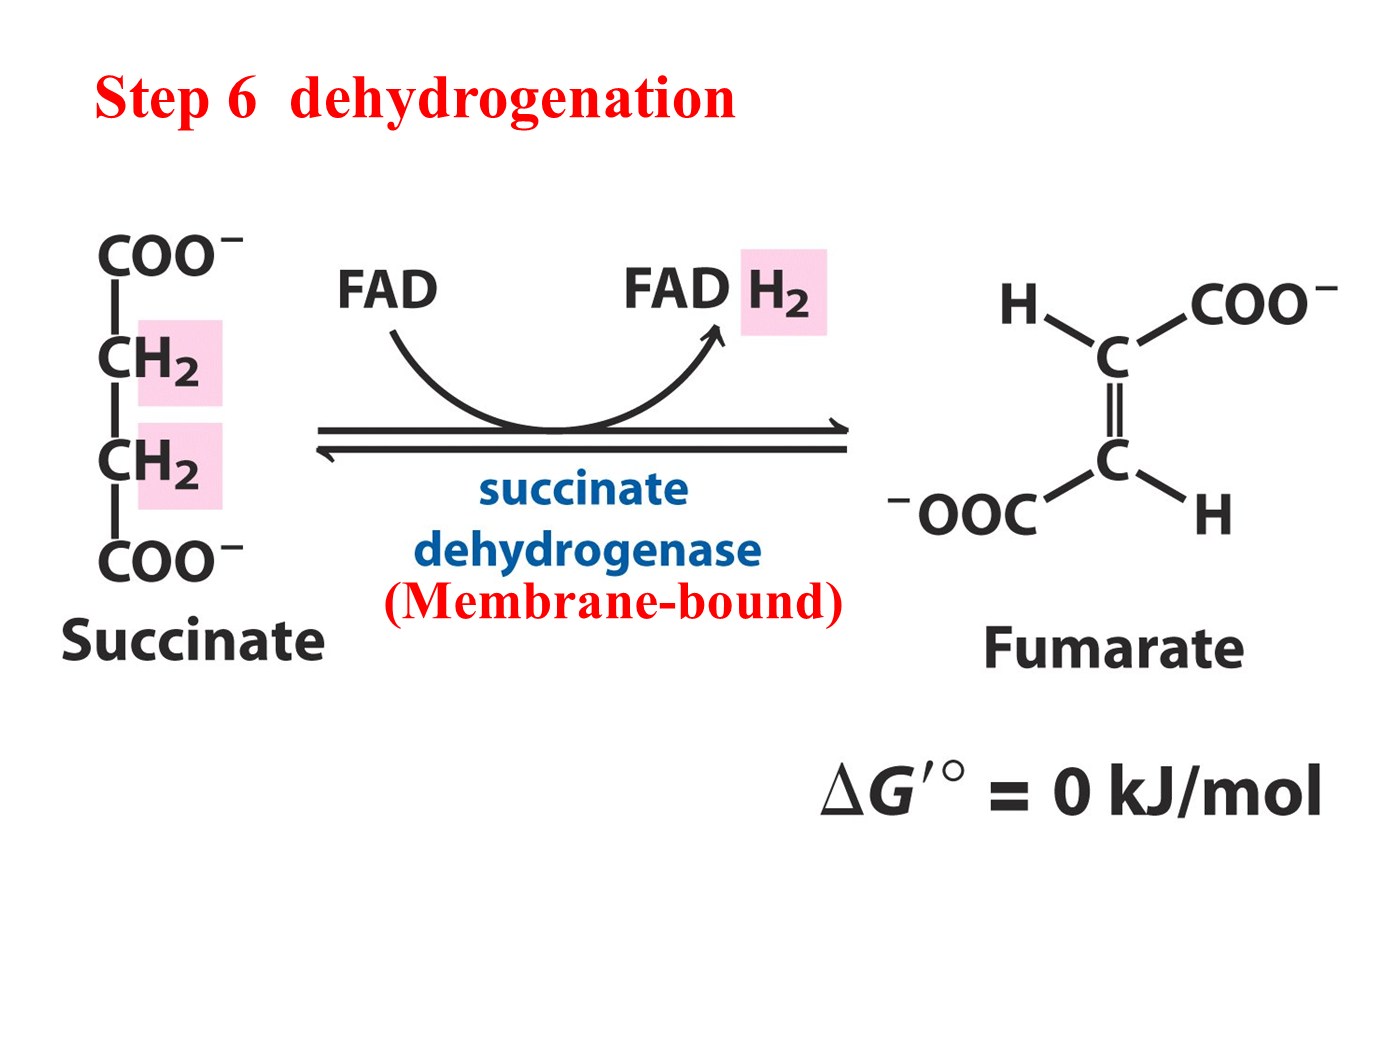 Step 6 dehydrogenation
COO⁻
CH₂
CH₂
COO⁻
Succinate
FAD
FAD H₂
succinate
dehydrogenase
(Membrane-bound)
H
COO⁻
C
C
⁻OOC
H
Fumarate
ΔG′° = 0 kJ/mol